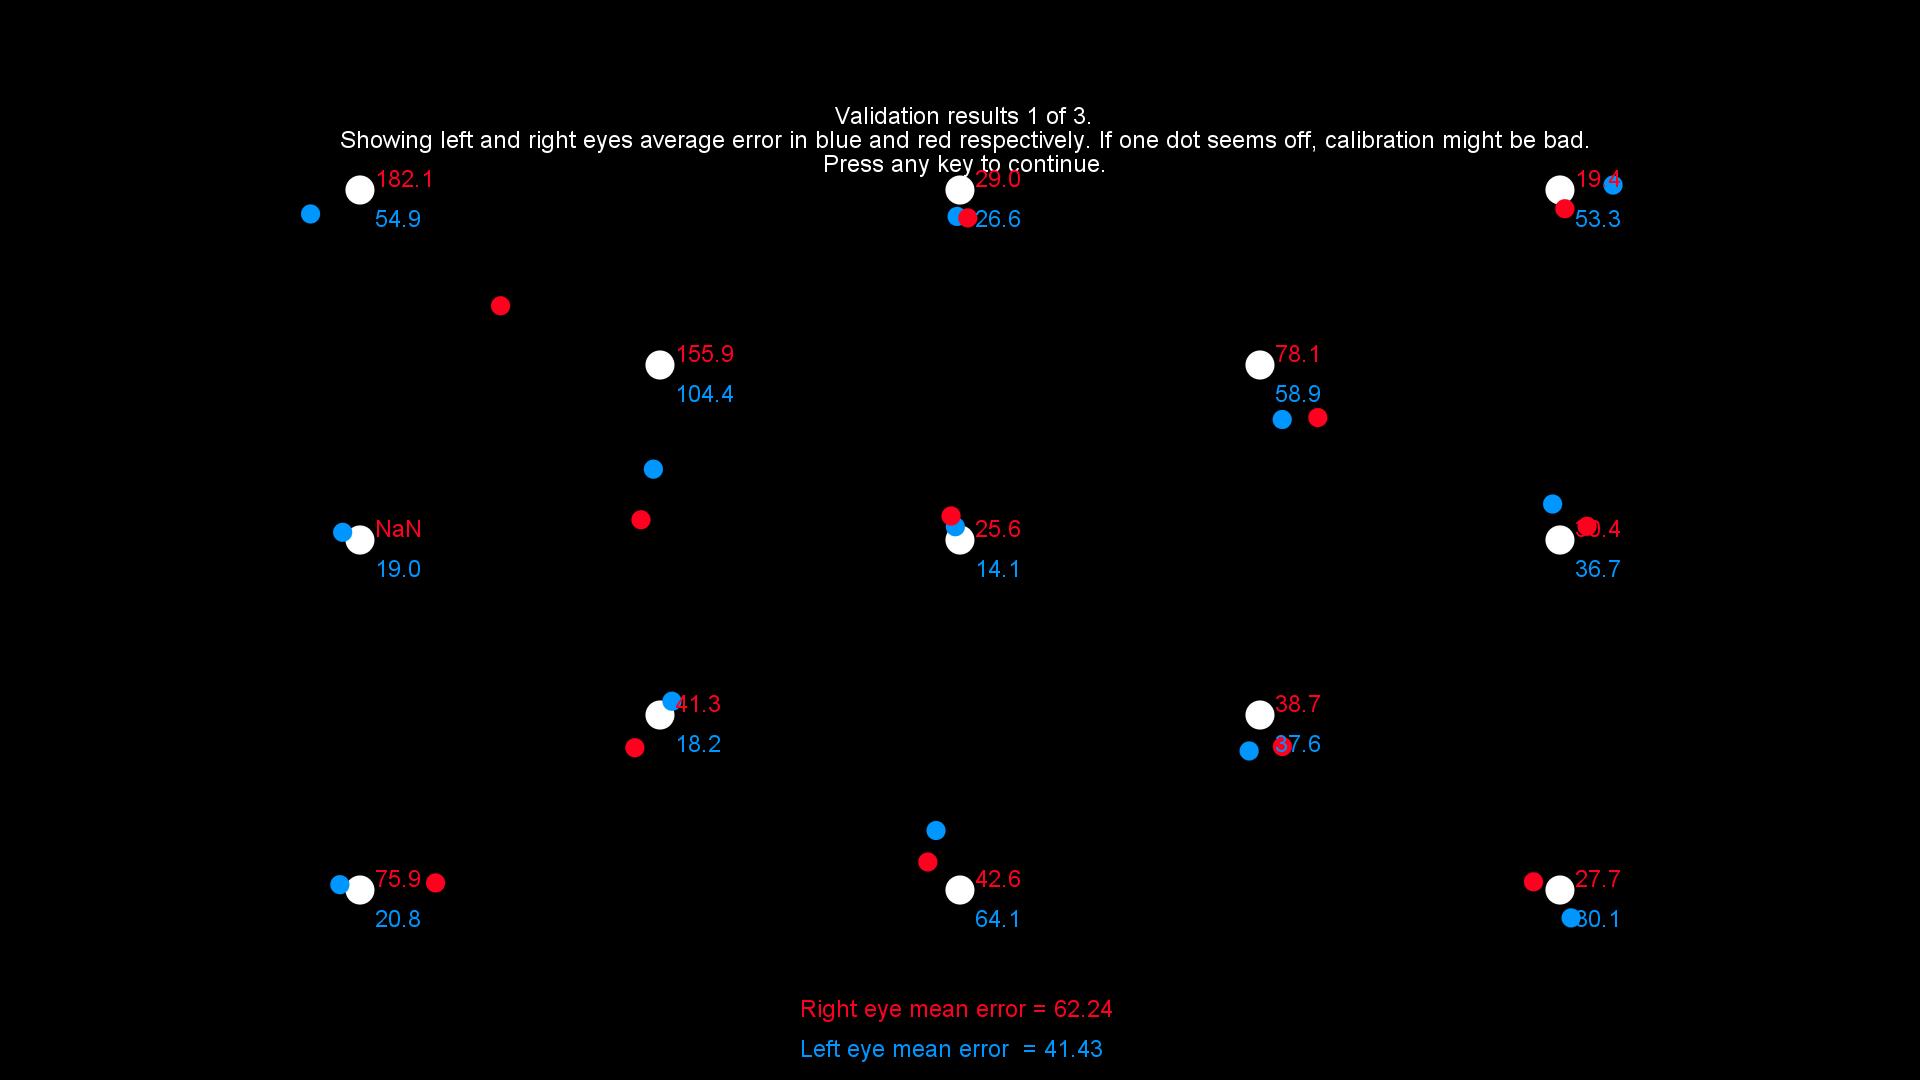 Validation results 1 of 3.
Showing left and right eyes average error in blue and red respectively. If one dot seems off, calibration might be bad.
Press any key to continue.
182.1 29.0 19.4
54.9 26.6 53.3
155.9 78.1
104.4 58.9
NaN 25.6 30.4
19.0 14.1 36.7
41.3 38.7
18.2 37.6
75.9 42.6 27.7
20.8 64.1 30.1
Right eye mean error = 62.24
Left eye mean error = 41.43